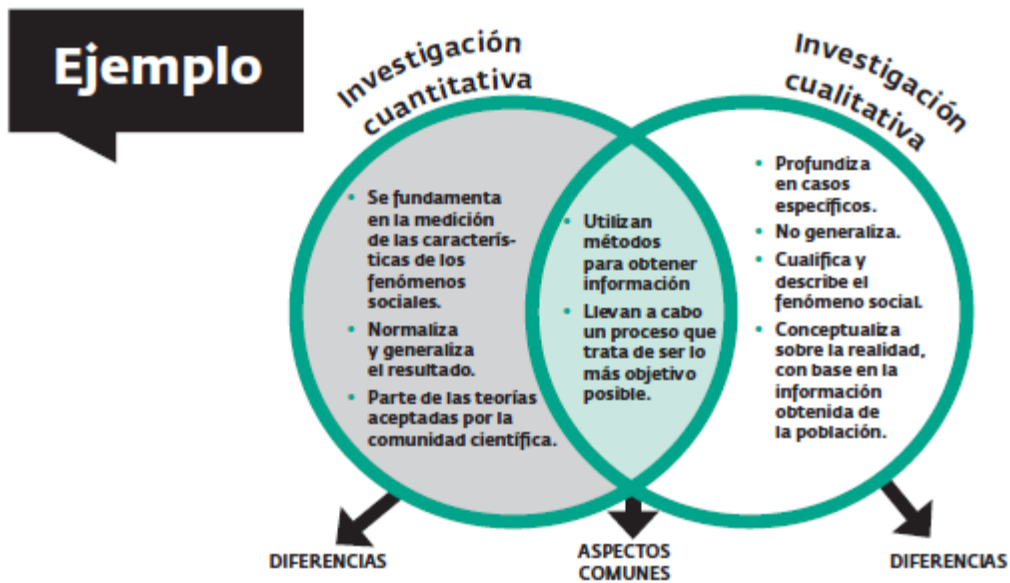 Ejemplo
Investigación
cuantitativa
Investigación
cualitativa
• Se fundamenta
en la medición
de las caracterís-
ticas de los
fenómenos
sociales.
• Normaliza
y generaliza
el resultado.
• Parte de las teorías
aceptadas por la
comunidad científica.
• Utilizan
métodos
para obtener
información
• Llevan a cabo
un proceso que
trata de ser lo
más objetivo
posible.
• Profundiza
en casos
específicos.
• No generaliza.
• Cualifica y
describe el
fenómeno social.
• Conceptualiza
sobre la realidad,
con base en la
información
obtenida de
la población.
DIFERENCIAS
ASPECTOS
COMUNES
DIFERENCIAS